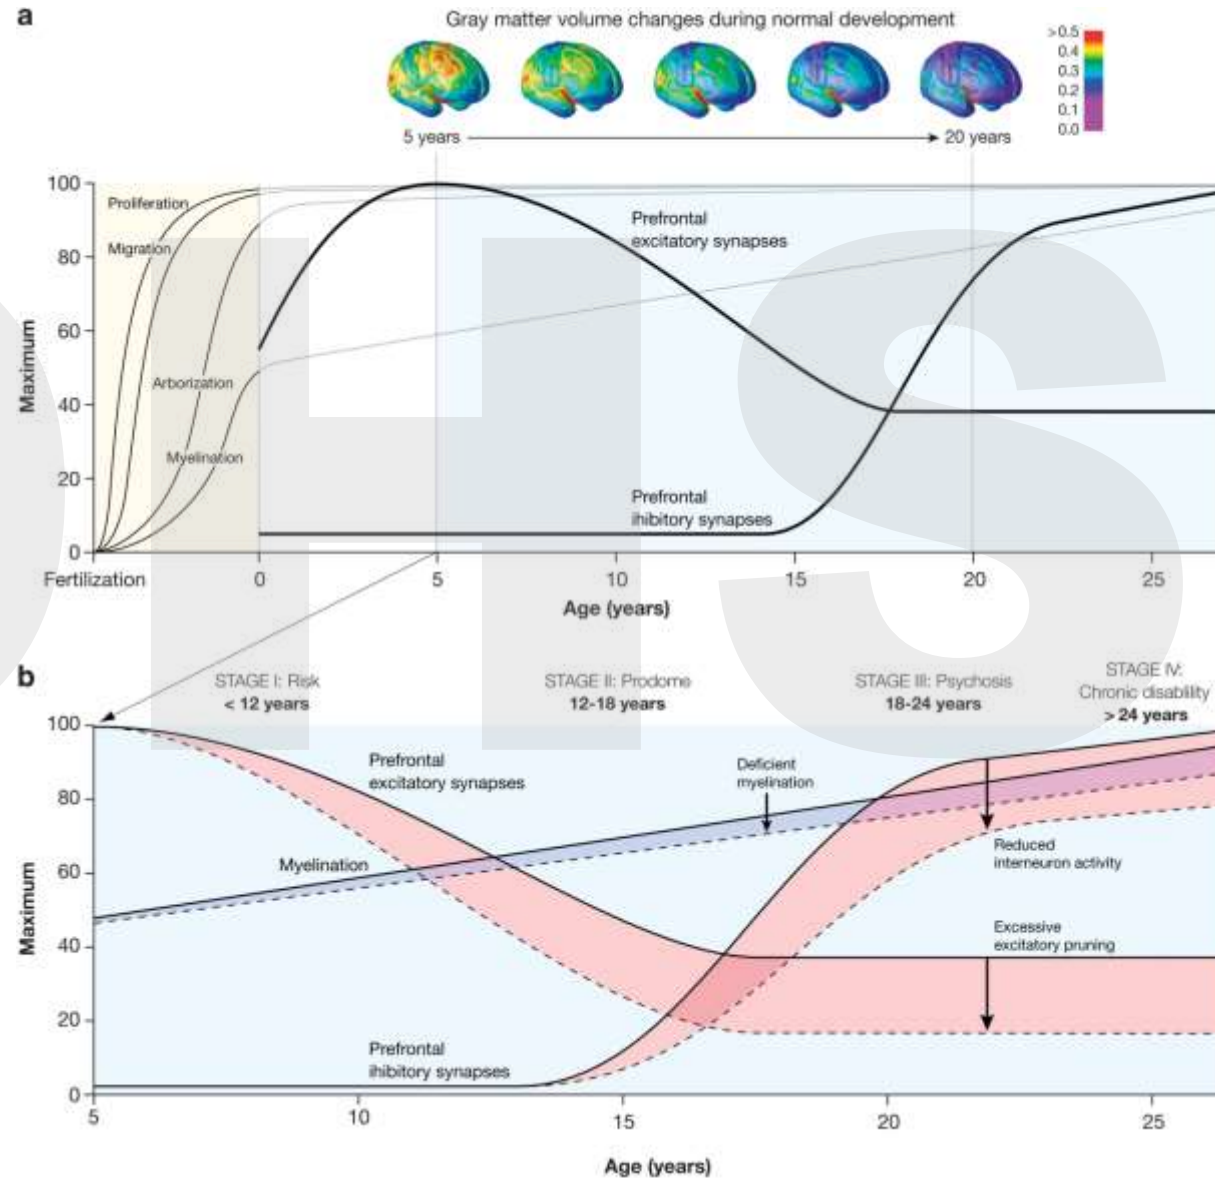 a
Gray matter volume changes during normal development
>0.5
0.4
0.3
0.2
0.1
0.0
5 years
20 years
100
80
60
40
20
0
Maximum
Proliferation
Migration
Arborization
Myelination
Prefrontal
excitatory synapses
Prefrontal
ihibitory synapses
Fertilization
0
5
10
15
20
25
Age (years)
b
STAGE I: Risk
< 12 years
STAGE II: Prodome
12-18 years
STAGE III: Psychosis
18-24 years
STAGE IV:
Chronic disablility
> 24 years
100
80
60
40
20
0
Maximum
Prefrontal
excitatory synapses
Myelination
Deficient
myelination
Reduced
interneuron activity
Excessive
excitatory pruning
Prefrontal
ihibitory synapses
5
10
15
20
25
Age (years)
HS